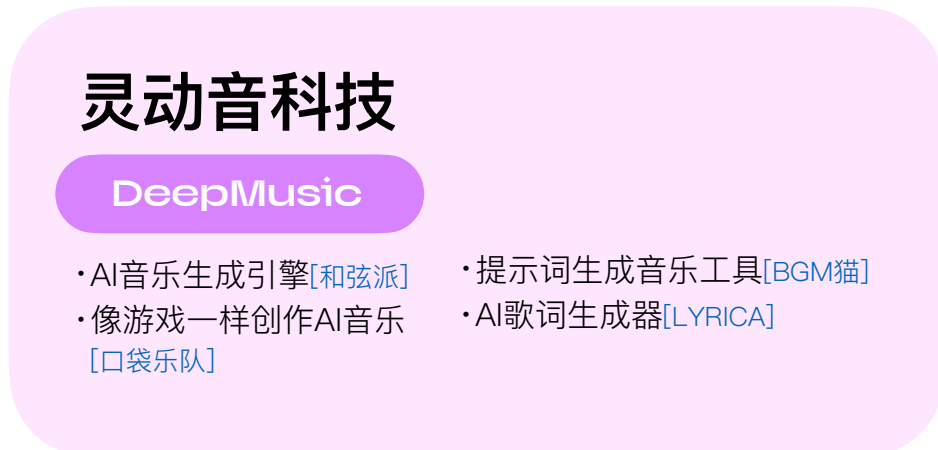 灵动音科技
DeepMusic
·AI音乐生成引擎[和弦派]
·像游戏一样创作AI音乐
[口袋乐队]
·提示词生成音乐工具[BGM猫]
·AI歌词生成器[LYRICA]